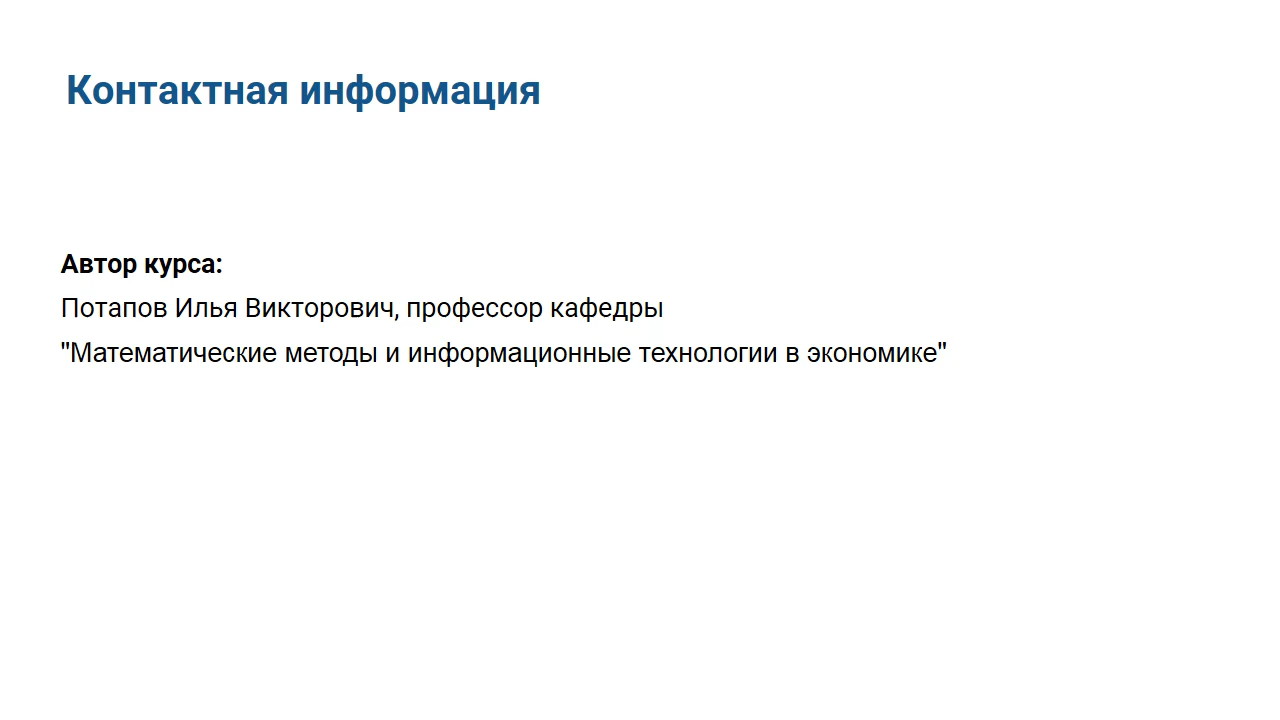 Контактная информация
Автор курса:
Потапов Илья Викторович, профессор кафедры
"Математические методы и информационные технологии в экономике"